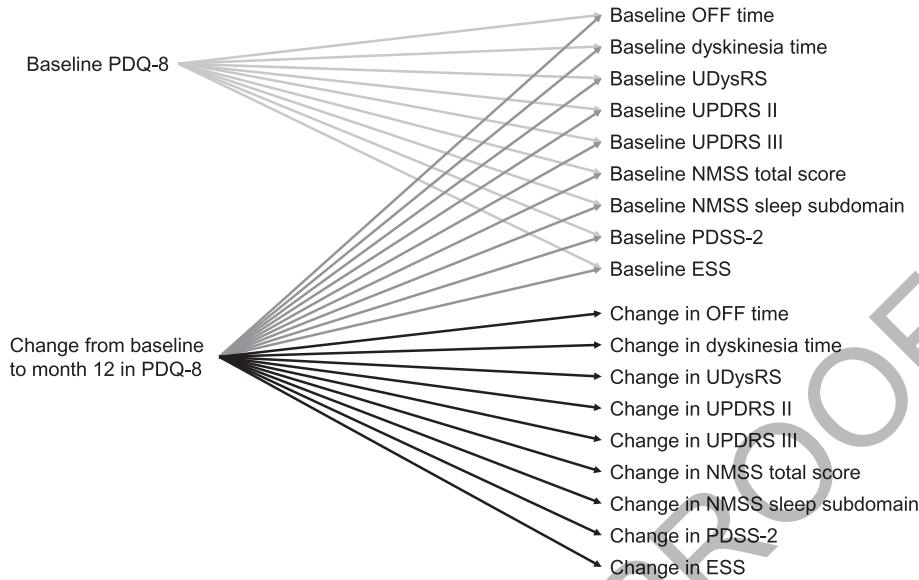 Baseline PDQ-8
Change from baseline
to month 12 in PDQ-8
Baseline OFF time
Baseline dyskinesia time
Baseline UDysRS
Baseline UPDRS II
Baseline UPDRS III
Baseline NMSS total score
Baseline NMSS sleep subdomain
Baseline PDSS-2
Baseline ESS
Change in OFF time
Change in dyskinesia time
Change in UDysRS
Change in UPDRS II
Change in UPDRS III
Change in NMSS total score
Change in NMSS sleep subdomain
Change in PDSS-2
Change in ESS
PROOF